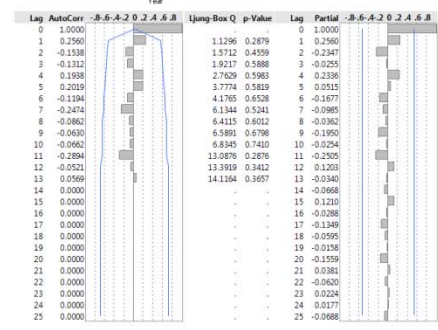 Year
Lag AutoCorr -.8-.6-.4-.2 0 .2 .4 .6 .8 Ljung-Box Q p-Value Lag Partial -.8-.6-.4-.2 0 .2 .4 .6 .8
0 1.0000 . . 0 1.0000
1 0.2560 1.1296 0.2879 1 0.2560
2 -0.1538 1.5712 0.4559 2 -0.2347
3 -0.1312 1.9217 0.5888 3 -0.0255
4 0.1938 2.7629 0.5983 4 0.2336
5 0.2019 3.7774 0.5819 5 0.0515
6 -0.1194 4.1765 0.6528 6 -0.1677
7 -0.2474 6.1344 0.5241 7 -0.0985
8 -0.0862 6.4115 0.6012 8 -0.0362
9 -0.0630 6.5891 0.6798 9 -0.1950
10 -0.0662 6.8345 0.7410 10 -0.0254
11 -0.2894 13.0876 0.2876 11 -0.2505
12 -0.0521 13.3919 0.3412 12 0.1203
13 0.0569 14.1164 0.3657 13 -0.0340
14 0.0000 . . 14 -0.0668
15 0.0000 . . 15 0.1210
16 0.0000 . . 16 -0.0288
17 0.0000 . . 17 -0.1349
18 0.0000 . . 18 -0.0595
19 0.0000 . . 19 -0.0158
20 0.0000 . . 20 -0.1559
21 0.0000 . . 21 0.0381
22 0.0000 . . 22 -0.0620
23 0.0000 . . 23 0.0224
24 0.0000 . . 24 0.0177
25 0.0000 . . 25 -0.0688